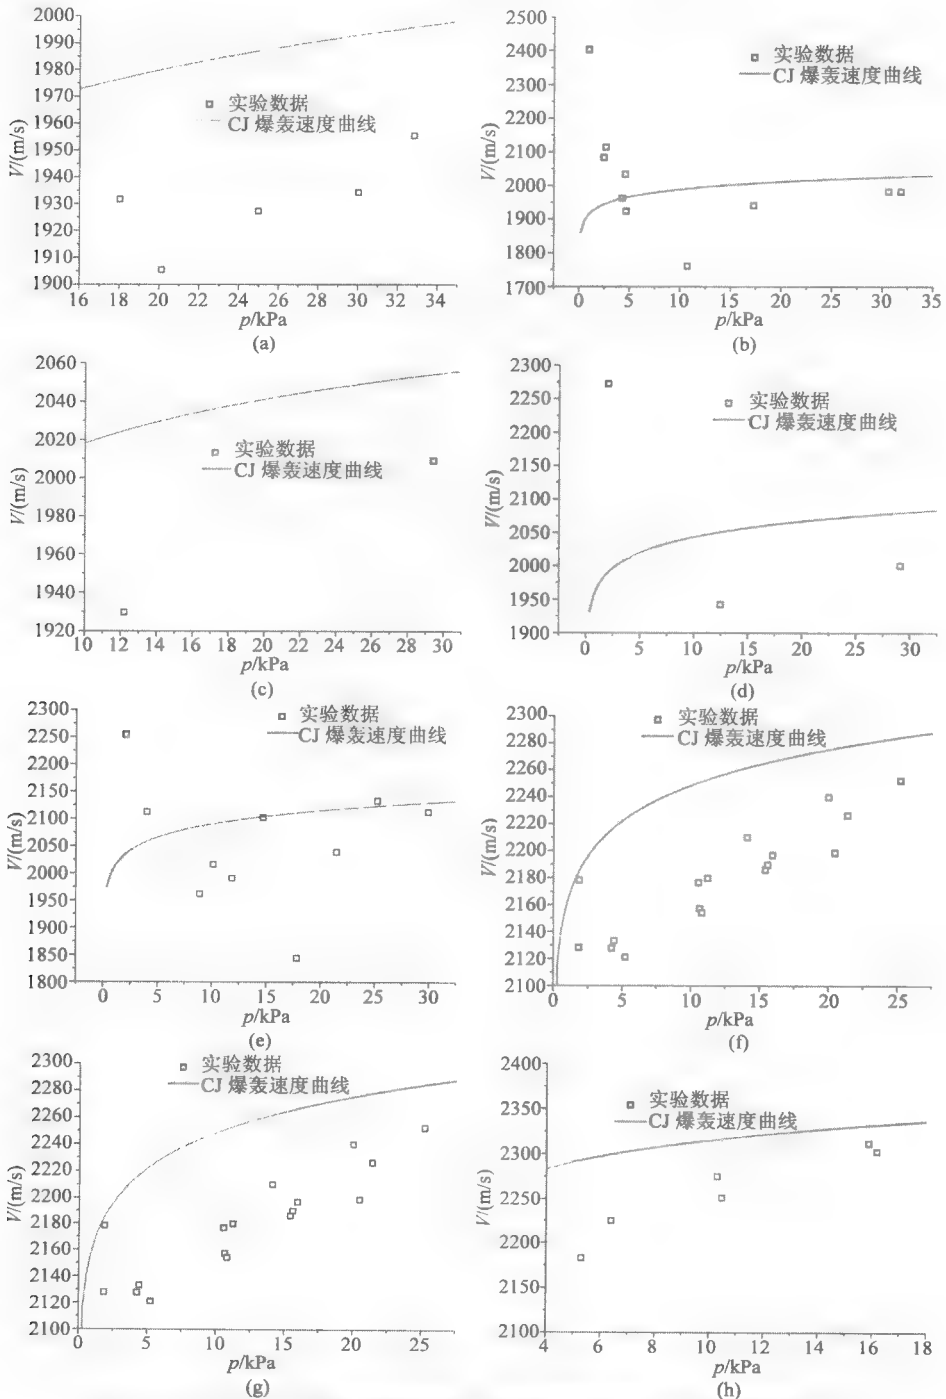 2000
1990
1980
1970
1960
1950
1940
1930
1920
1910
1900
V/(m/s)
实验数据
CJ 爆轰速度曲线
16 18 20 22 24 26 28 30 32 34
p/kPa
(a)
2500
2400
2300
2200
2100
2000
1900
1800
1700
V/(m/s)
实验数据
CJ 爆轰速度曲线
0 5 10 15 20 25 30 35
p/kPa
(b)
2060
2040
2020
2000
1980
1960
1940
1920
V/(m/s)
实验数据
CJ 爆轰速度曲线
10 12 14 16 18 20 22 24 26 28 30
p/kPa
(c)
2300
2250
2200
2150
2100
2050
2000
1950
1900
V/(m/s)
实验数据
CJ 爆轰速度曲线
0 5 10 15 20 25 30
p/kPa
(d)
2300
2250
2200
2150
2100
2050
2000
1950
1900
1850
1800
V/(m/s)
实验数据
CJ 爆轰速度曲线
0 5 10 15 20 25 30
p/kPa
(e)
2300
2280
2260
2240
2220
2200
2180
2160
2140
2120
2100
V/(m/s)
实验数据
CJ 爆轰速度曲线
0 5 10 15 20 25
p/kPa
(f)
2300
2280
2260
2240
2220
2200
2180
2160
2140
2120
2100
V/(m/s)
实验数据
CJ 爆轰速度曲线
0 5 10 15 20 25
p/kPa
(g)
2400
2350
2300
2250
2200
2150
2100
V/(m/s)
实验数据
CJ 爆轰速度曲线
4 6 8 10 12 14 16 18
p/kPa
(h)